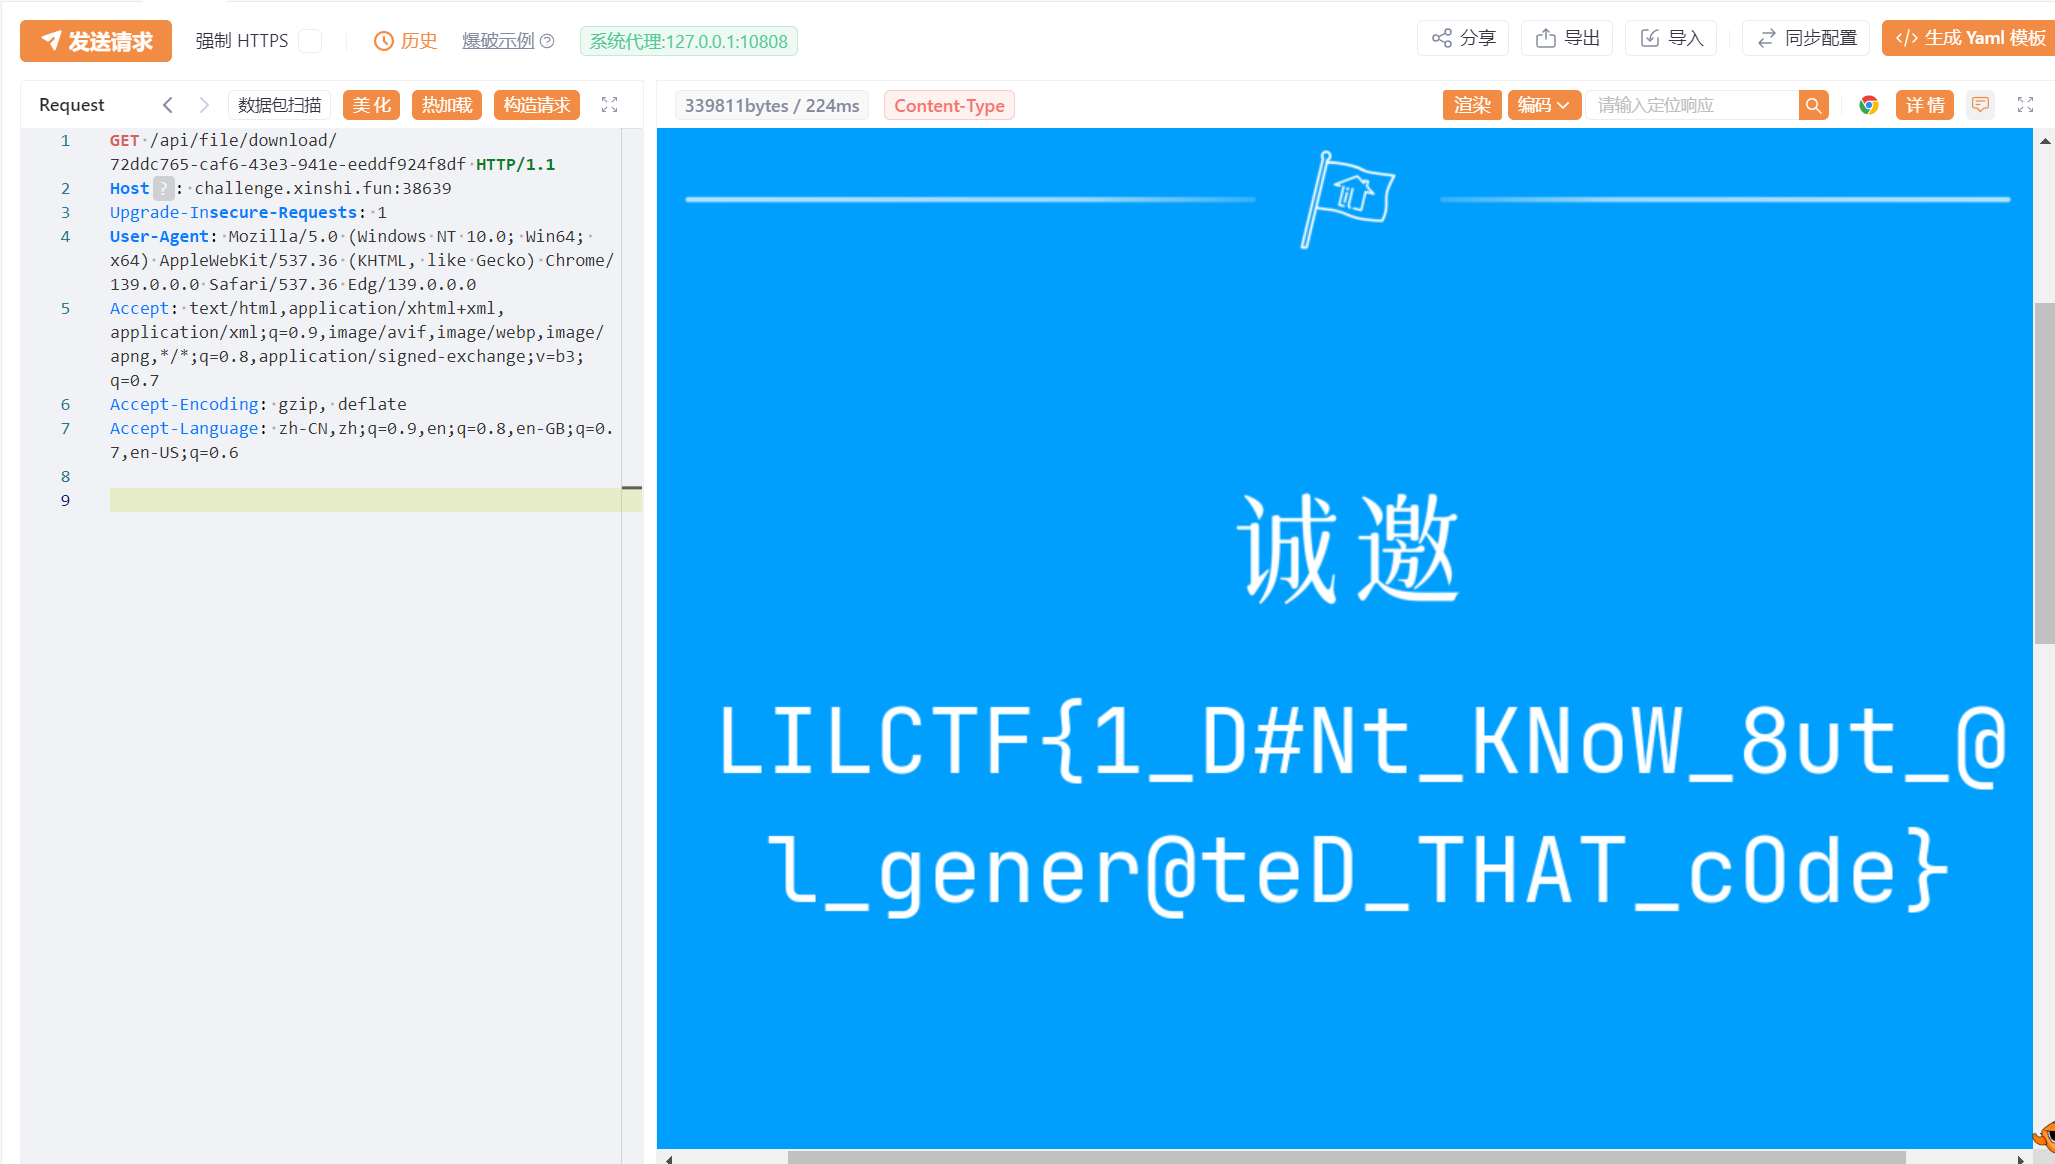 发送请求 强制 HTTPS 历史 爆破示例 系统代理:127.0.0.1:10808 分享 导出 导入 同步配置 </> 生成 Yaml 模板
Request 数据包扫描 美化 热加载 构造请求 339811bytes / 224ms Content-Type 渲染 编码 请输入定位响应 详情
1 GET /api/file/download/
72ddc765-caf6-43e3-941e-eeddf924f8df HTTP/1.1
2 Host ? : challenge.xinshi.fun:38639
3 Upgrade-Insecure-Requests: 1
4 User-Agent: Mozilla/5.0 (Windows NT 10.0; Win64;
x64) AppleWebKit/537.36 (KHTML, like Gecko) Chrome/
139.0.0.0 Safari/537.36 Edg/139.0.0.0
5 Accept: text/html,application/xhtml+xml,
application/xml;q=0.9,image/avif,image/webp,image/
apng,*/*;q=0.8,application/signed-exchange;v=b3;
q=0.7
6 Accept-Encoding: gzip, deflate
7 Accept-Language: zh-CN,zh;q=0.9,en;q=0.8,en-GB;q=0.
7,en-US;q=0.6
8
9
lil
诚邀
LILCTF{1_D#Nt_KNoW_8ut_@
l_gener@teD_THAT_cOde}